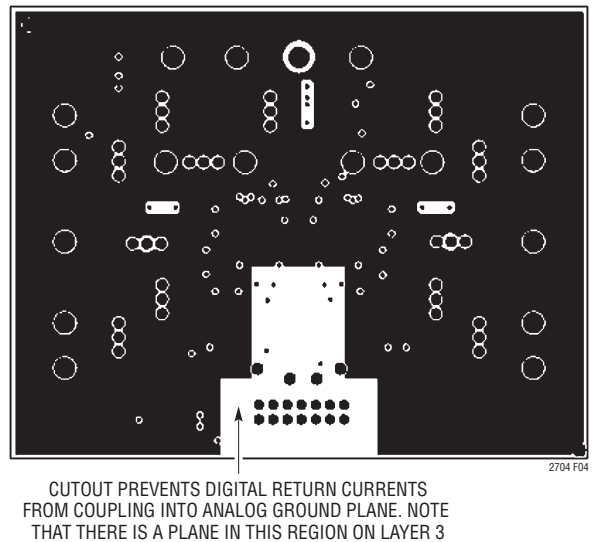 2704 F04
CUTOUT PREVENTS DIGITAL RETURN CURRENTS
FROM COUPLING INTO ANALOG GROUND PLANE. NOTE
THAT THERE IS A PLANE IN THIS REGION ON LAYER 3